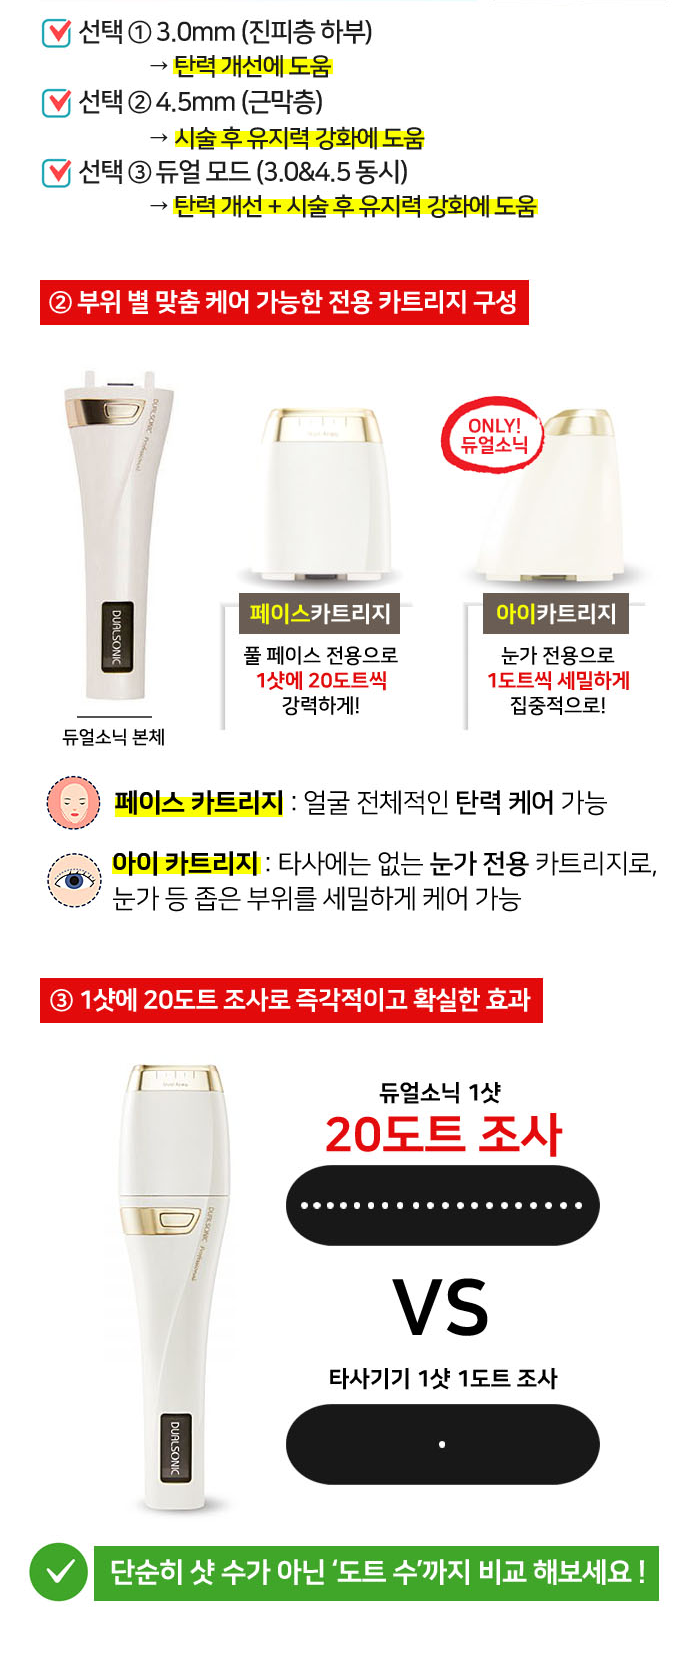 선택 ① 3.0mm (진피층 하부)
→ 탄력 개선에 도움
선택 ② 4.5mm (근막층)
→ 시술 후 유지력 강화에 도움
선택 ③ 듀얼 모드 (3.0&4.5 동시)
→ 탄력 개선 + 시술 후 유지력 강화에 도움
② 부위 별 맞춤 케어 가능한 전용 카트리지 구성
DUALSONIC Professional
DUALSONIC
듀얼소닉 본체
페이스카트리지
풀 페이스 전용으로
1샷에 20도트씩
강력하게!
ONLY!
듀얼소닉
아이카트리지
눈가 전용으로
1도트씩 세밀하게
집중적으로!
페이스 카트리지 : 얼굴 전체적인 탄력 케어 가능
아이 카트리지 : 타사에는 없는 눈가 전용 카트리지로,
눈가 등 좁은 부위를 세밀하게 케어 가능
③ 1샷에 20도트 조사로 즉각적이고 확실한 효과
DUALSONIC Professional
DUALSONIC
듀얼소닉 1샷
20도트 조사
VS
타사기기 1샷 1도트 조사
단순히 샷 수가 아닌 ‘도트 수’까지 비교 해보세요 !